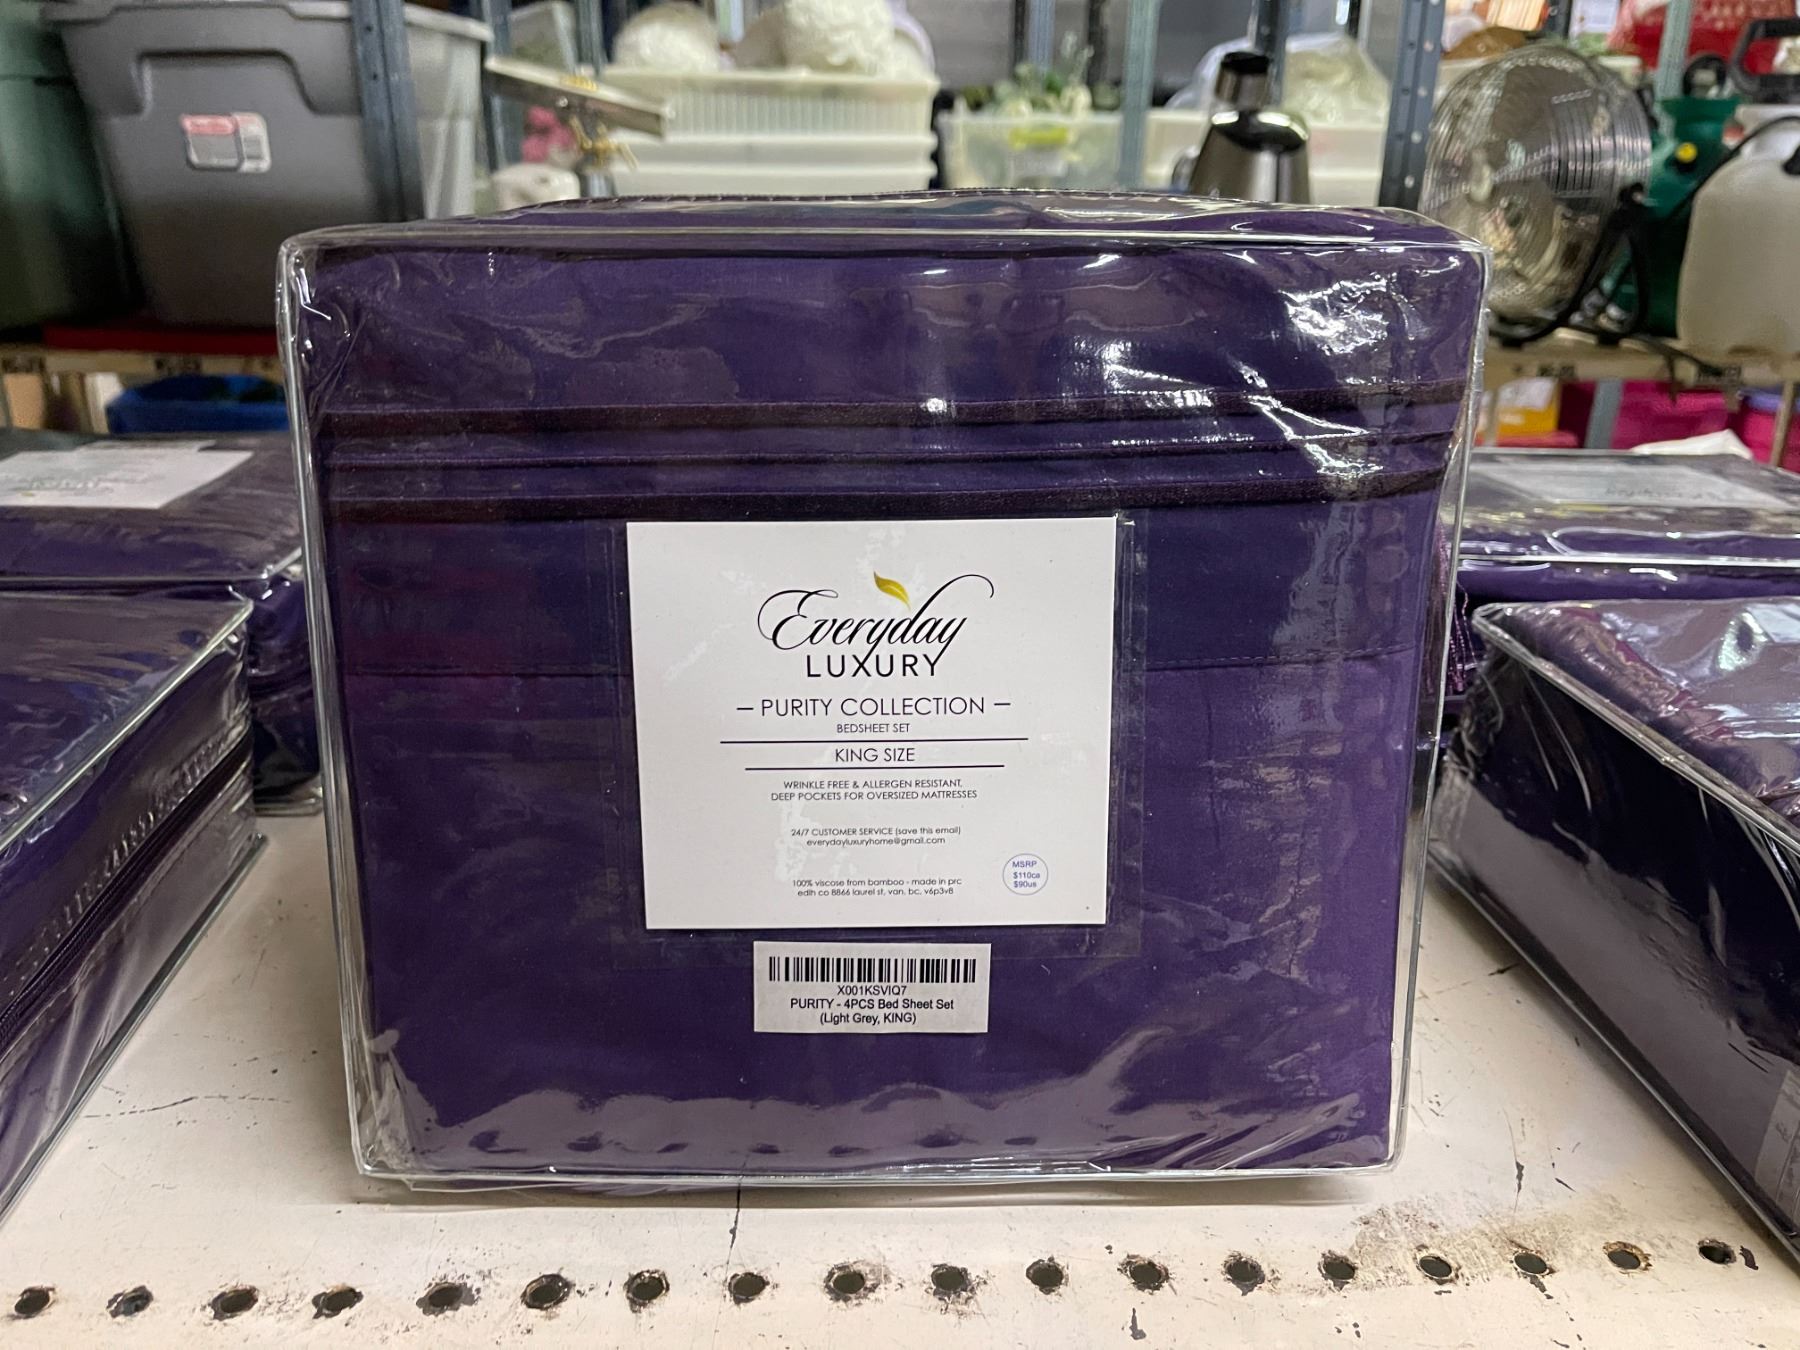 Everyday
LUXURY
– PURITY COLLECTION –
BEDSHEET SET
KING SIZE
WRINKLE FREE & ALLERGEN RESISTANT,
DEEP POCKETS FOR OVERSIZED MATTRESSES
24/7 CUSTOMER SERVICE (save this email)
everydayluxuryhome@gmail.com
MSRP
$110ca
$90us
100% viscose from bamboo - made in prc
edlh co 8866 laurel st, van, bc, v6p3v8
X001KSVIQ7
PURITY - 4PCS Bed Sheet Set
(Light Grey, KING)